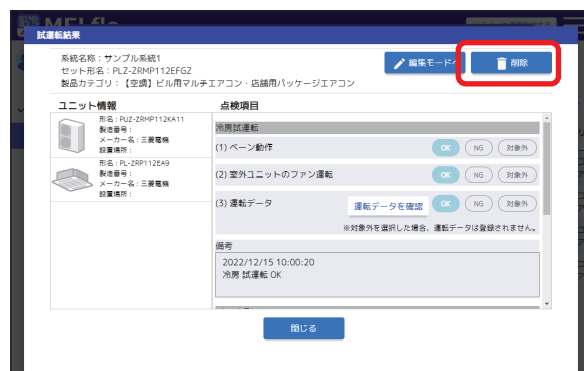 MELflo
試運転結果
系統名称：サンプル系統1
セット形名：PLZ-ZRMP112EFGZ
製品カテゴリ：【空調】ビル用マルチエアコン・店舗用パッケージエアコン
編集モードへ
削除
ユニット情報
点検項目
形名：PUZ-ZRMP112KA11
製造番号：
メーカー名：三菱電機
設置場所：
形名：PL-ZRP112EA9
製造番号：
メーカー名：三菱電機
設置場所：
冷房試運転
(1) ベーン動作
OK
NG
対象外
(2) 室外ユニットのファン運転
OK
NG
対象外
(3) 運転データ
運転データを確認
OK
NG
対象外
※対象外を選択した場合、運転データは登録されません。
備考
2022/12/15 10:00:20
冷房 試運転 OK
閉じる